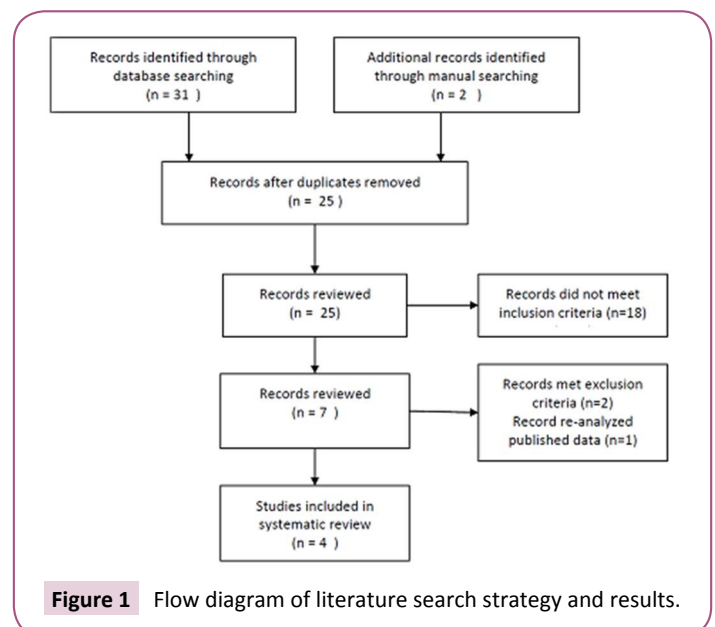 Records identified through
database searching
(n = 31 )
Additional records identified
through manual searching
(n = 2 )
Records after duplicates removed
(n = 25 )
Records reviewed
(n = 25)
Records did not meet
inclusion criteria (n=18)
Records reviewed
(n = 7 )
Records met exclusion
criteria (n=2)
Record re-analyzed
published data (n=1)
Studies included in
systematic review
(n = 4 )
Figure 1 Flow diagram of literature search strategy and results.